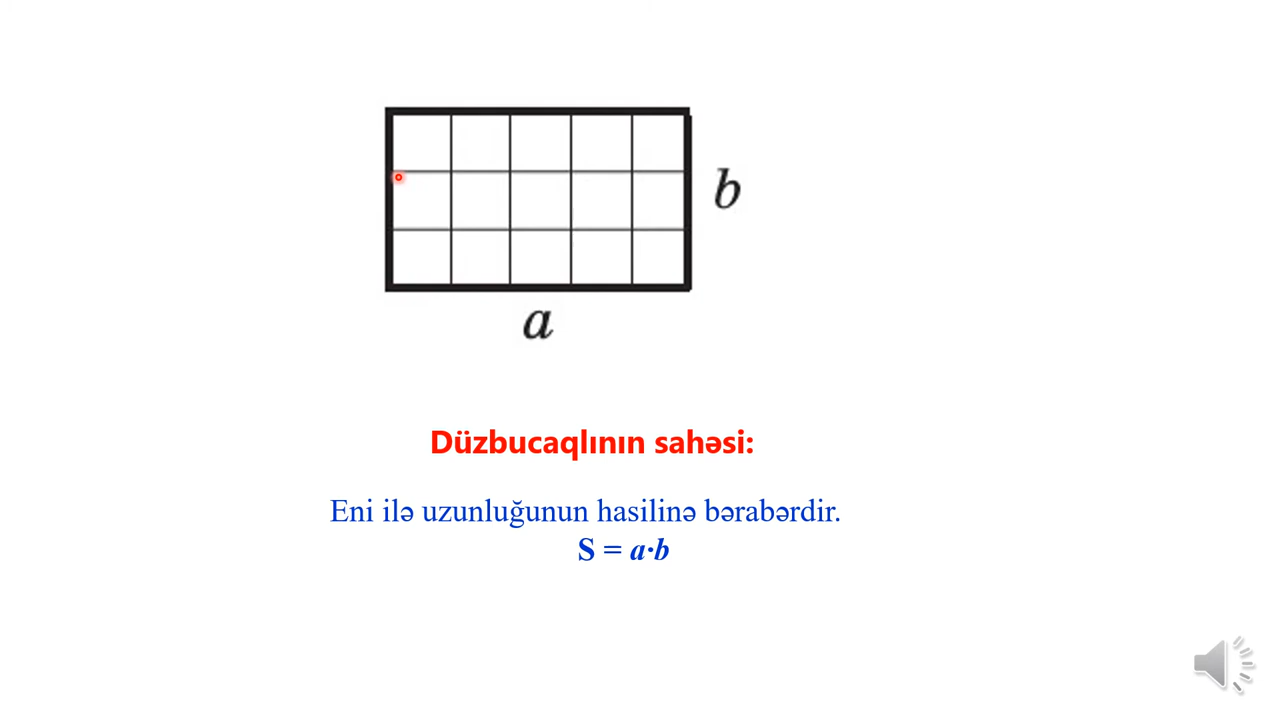 b
a
Düzbucaqlının sahəsi:
Eni ilə uzunluğunun hasilinə bərabərdir.
S = a·b